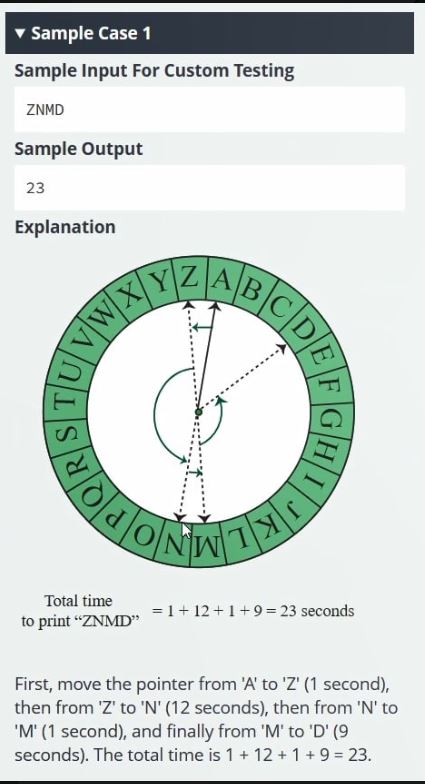 ▼ Sample Case 1
Sample Input For Custom Testing
ZNMD
Sample Output
23
Explanation
A B C D E F G H I J K L M N O P Q R S T U V W X Y Z
Total time
to print “ZNMD” = 1 + 12 + 1 + 9 = 23 seconds
First, move the pointer from 'A' to 'Z' (1 second),
then from 'Z' to 'N' (12 seconds), then from 'N' to
'M' (1 second), and finally from 'M' to 'D' (9
seconds). The total time is 1 + 12 + 1 + 9 = 23.